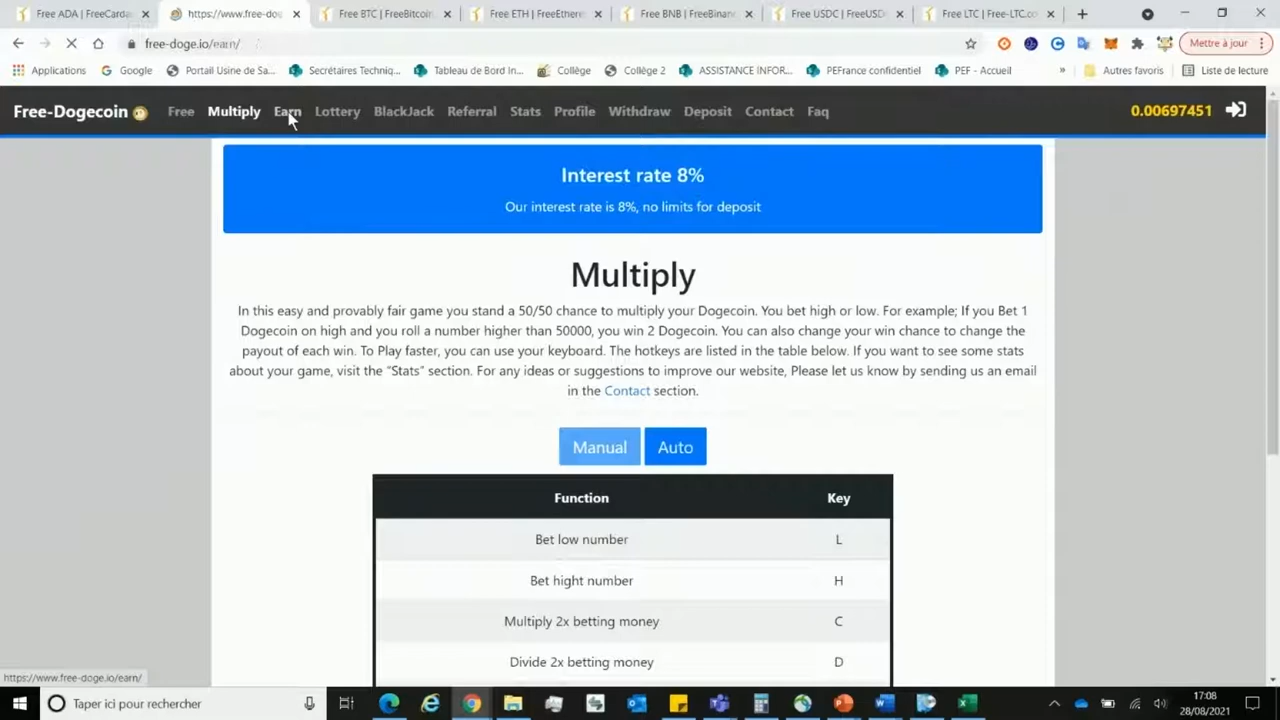 Free ADA | FreeCarda
https://www.free-do
Free BTC | FreeBitcoin.
Free ETH | FreeEthere
Free BNB | FreeBinanc
Free USDC | FreeUSD
Free LTC | Free-LTC.co
free-doge.io/earn/
Mettre à jour
Applications
Google
Portail Usine de Sa...
Secrétaires Techniq...
Tableau de Bord In...
Collège
Collège 2
ASSISTANCE INFOR...
PEFrance confidentiel
PEF - Accueil
»
Autres favoris
Liste de lecture
Free-Dogecoin
Free
Multiply
Earn
Lottery
BlackJack
Referral
Stats
Profile
Withdraw
Deposit
Contact
Faq
0.00697451
Interest rate 8%
Our interest rate is 8%, no limits for deposit
Multiply
In this easy and provably fair game you stand a 50/50 chance to multiply your Dogecoin. You bet high or low. For example; If you Bet 1
Dogecoin on high and you roll a number higher than 50000, you win 2 Dogecoin. You can also change your win chance to change the
payout of each win. To Play faster, you can use your keyboard. The hotkeys are listed in the table below. If you want to see some stats
about your game, visit the "Stats" section. For any ideas or suggestions to improve our website, Please let us know by sending us an email
in the Contact section.
Manual
Auto
Function Key
Bet low number L
Bet hight number H
Multiply 2x betting money C
Divide 2x betting money D
https://www.free-doge.io/earn/
Taper ici pour rechercher
17:08
28/08/2021